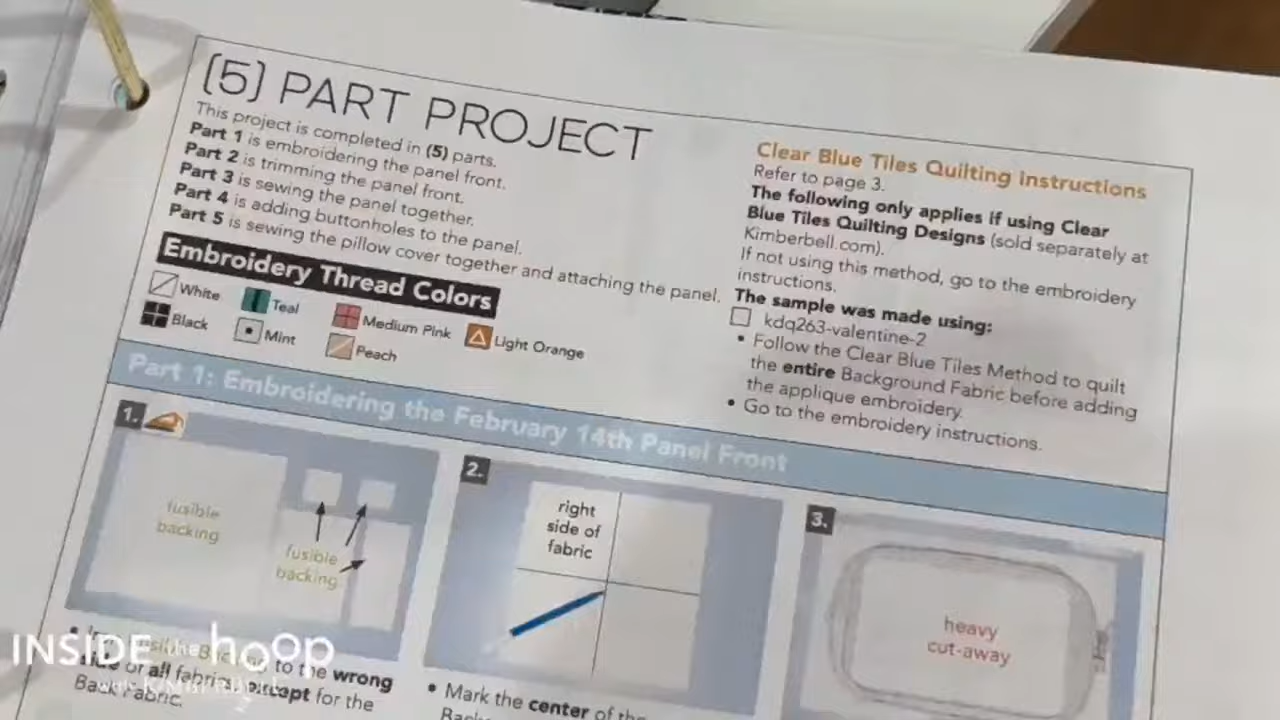 (5) PART PROJECT
This project is completed in (5) parts.
Part 1 is embroidering the panel front.
Part 2 is trimming the panel front.
Part 3 is sewing the panel together.
Part 4 is adding buttonholes to the panel.
Part 5 is sewing the pillow cover together and attaching the panel.
Embroidery Thread Colors
White
Teal
Medium Pink
Light Orange
Black
Mint
Peach
Clear Blue Tiles Quilting Instructions
Refer to page 3.
The following only applies if using Clear
Blue Tiles Quilting Designs (sold separately at
Kimberbell.com).
If not using this method, go to the embroidery
instructions.
The sample was made using:
kdq263-valentine-2
• Follow the Clear Blue Tiles Method to quilt
the entire Background Fabric before adding
the applique embroidery.
• Go to the embroidery instructions.
Part 1: Embroidering the February 14th Panel Front
1.
fusible
backing
fusible
backing
to the wrong
side of all fabric except for the
Back Fabric.
2.
right
side of
fabric
• Mark the center of the
3.
heavy
cut-away
INSIDE the hoop